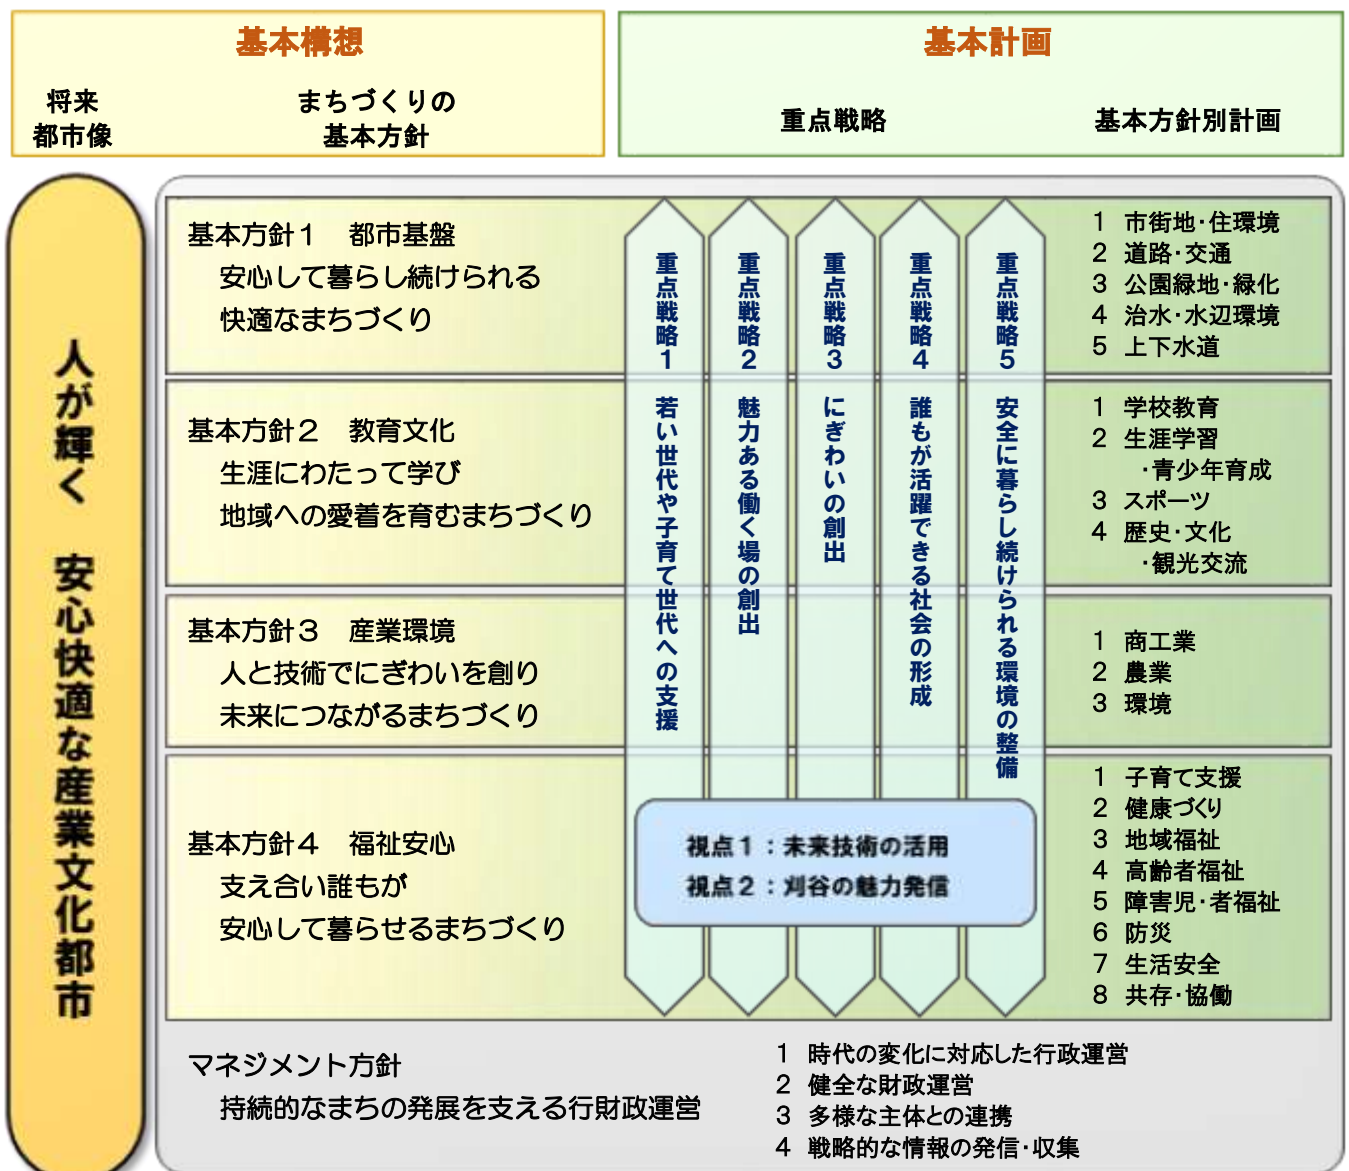 基本構想
将来
都市像
まちづくりの
基本方針
基本計画
重点戦略
基本方針別計画
人が輝く 安心快適な産業文化都市
基本方針1 都市基盤
安心して暮らし続けられる
快適なまちづくり
基本方針2 教育文化
生涯にわたって学び
地域への愛着を育むまちづくり
基本方針3 産業環境
人と技術でにぎわいを創り
未来につながるまちづくり
基本方針4 福祉安心
支え合い誰もが
安心して暮らせるまちづくり
重点戦略1 若い世代や子育て世代への支援
重点戦略2 魅力ある働く場の創出
重点戦略3 にぎわいの創出
重点戦略4 誰もが活躍できる社会の形成
重点戦略5 安全に暮らし続けられる環境の整備
視点1:未来技術の活用
視点2:刈谷の魅力発信
1 市街地・住環境
2 道路・交通
3 公園緑地・緑化
4 治水・水辺環境
5 上下水道
1 学校教育
2 生涯学習
・青少年育成
3 スポーツ
4 歴史・文化
・観光交流
1 商工業
2 農業
3 環境
1 子育て支援
2 健康づくり
3 地域福祉
4 高齢者福祉
5 障害児・者福祉
6 防災
7 生活安全
8 共存・協働
マネジメント方針
持続的なまちの発展を支える行財政運営
1 時代の変化に対応した行政運営
2 健全な財政運営
3 多様な主体との連携
4 戦略的な情報の発信・収集